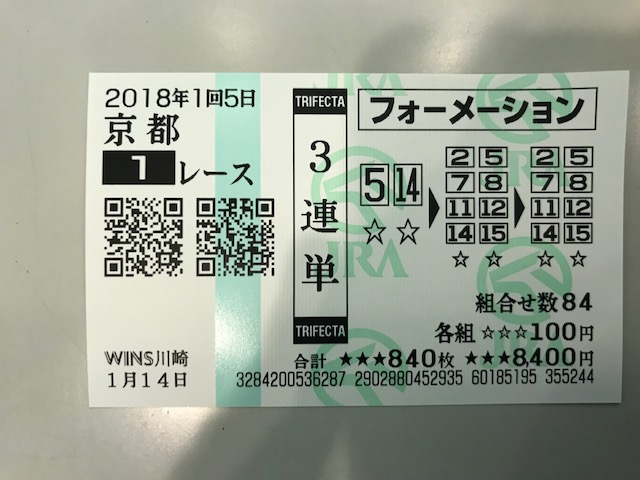 2018年1回5日
京都
1レース
WINS川崎
1月14日
TRIFECTA
3連単
TRIFECTA
フォーメーション
5 14
☆ ☆
2 5
7 8
11 12
14 15
☆ ☆
2 5
7 8
11 12
14 15
☆ ☆
JRA
JRA
組合せ数84
各組 ☆☆☆100円
合計 ★★★840枚 ★★★8,400円
3284200536287 2902880452935 60185195 355244